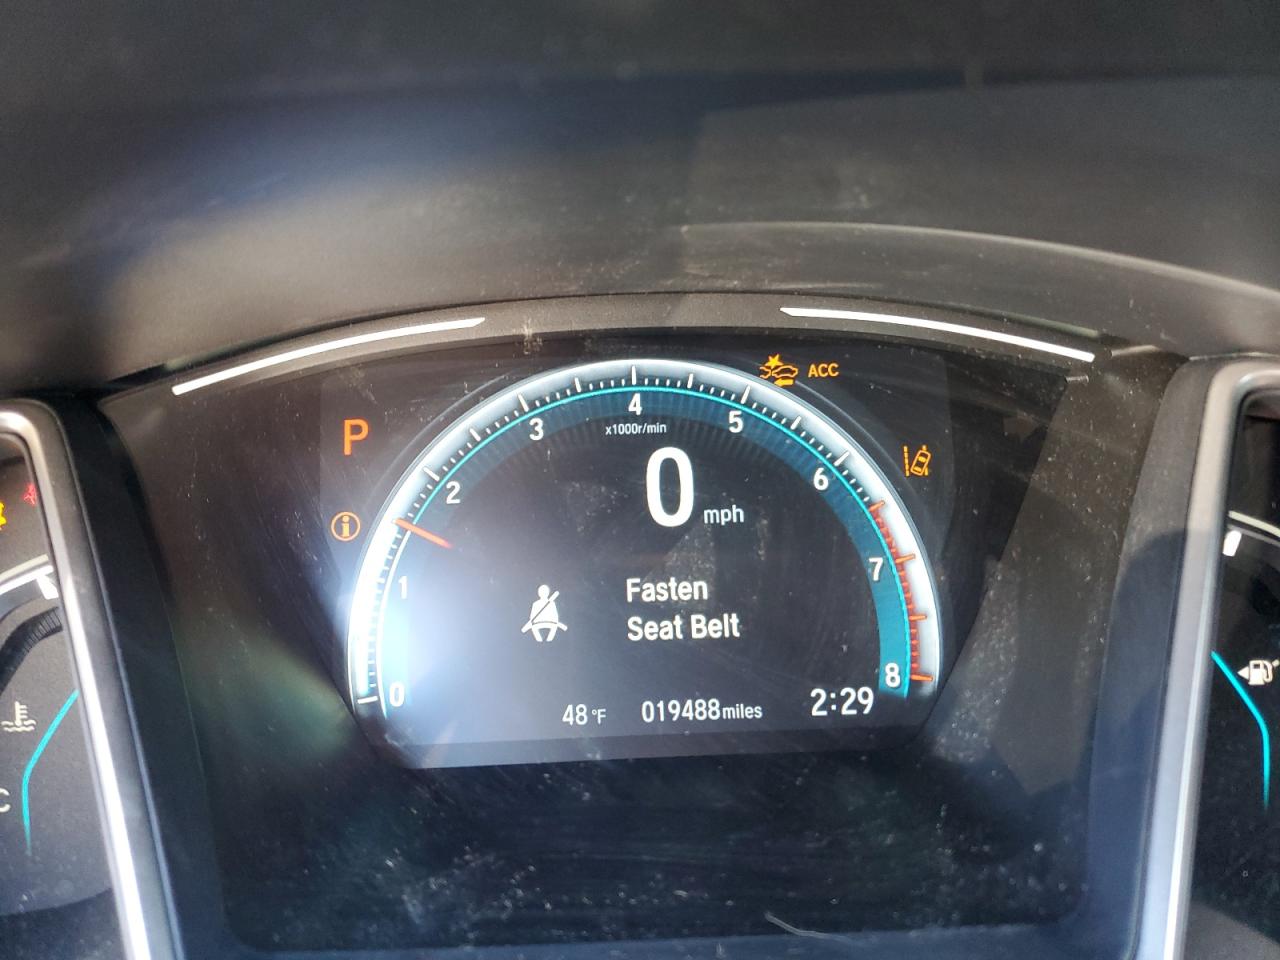 ACC
P
4
3
5
x1000r/min
2
6
0 mph
7
1
Fasten
Seat Belt
8
0
48°F
019488 miles
2:29
C